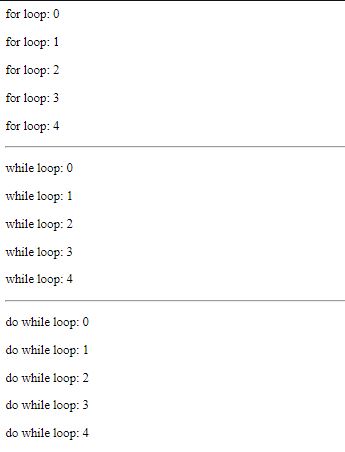 for loop: 0
for loop: 1
for loop: 2
for loop: 3
for loop: 4
while loop: 0
while loop: 1
while loop: 2
while loop: 3
while loop: 4
do while loop: 0
do while loop: 1
do while loop: 2
do while loop: 3
do while loop: 4